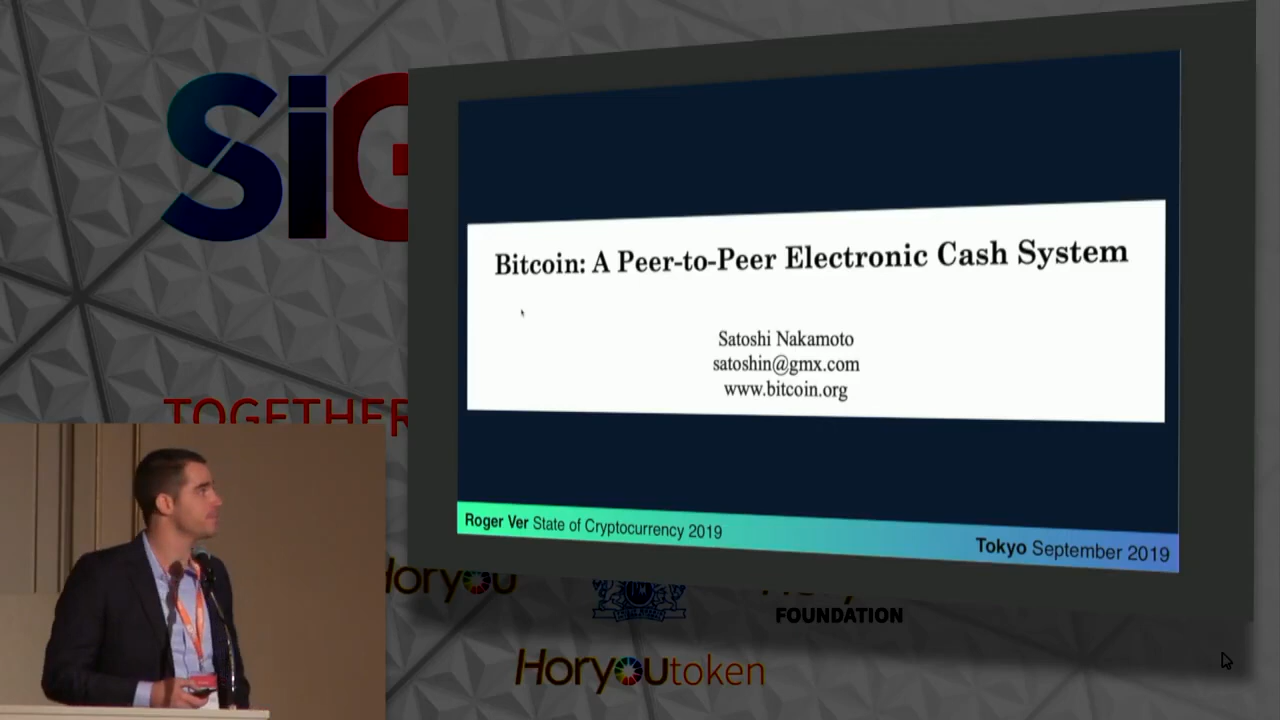 SiG
TOGETHER
Bitcoin: A Peer-to-Peer Electronic Cash System
Satoshi Nakamoto
satoshin@gmx.com
www.bitcoin.org
Roger Ver State of Cryptocurrency 2019
Tokyo September 2019
Horyou
FOUNDATION
Horyoutoken